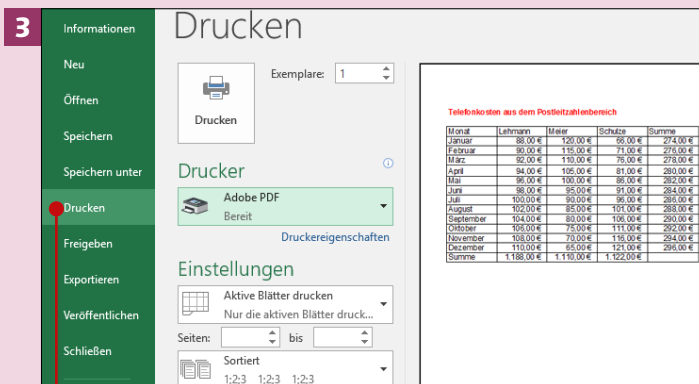 3
Informationen
Neu
Öffnen
Speichern
Speichern unter
Drucken
Freigeben
Exportieren
Veröffentlichen
Schließen
Drucken
Exemplare: 1
Drucken
Drucker
Adobe PDF
Bereit
Druckereigenschaften
Einstellungen
Aktive Blätter drucken
Nur die aktiven Blätter druck...
Seiten: bis
Sortiert
1;2;3 1;2;3 1;2;3
Telefonkosten aus dem Postleitzahlenbereich
Monat Lehmann Meier Schulze Summe
Januar 88,00 € 120,00 € 66,00 € 274,00 €
Februar 90,00 € 115,00 € 71,00 € 276,00 €
März 92,00 € 110,00 € 76,00 € 278,00 €
April 94,00 € 105,00 € 81,00 € 280,00 €
Mai 96,00 € 100,00 € 86,00 € 282,00 €
Juni 98,00 € 95,00 € 91,00 € 284,00 €
Juli 100,00 € 90,00 € 96,00 € 286,00 €
August 102,00 € 85,00 € 101,00 € 288,00 €
September 104,00 € 80,00 € 106,00 € 290,00 €
Oktober 106,00 € 75,00 € 111,00 € 292,00 €
November 108,00 € 70,00 € 116,00 € 294,00 €
Dezember 110,00 € 65,00 € 121,00 € 296,00 €
Summe 1.188,00 € 1.110,00 € 1.122,00 €